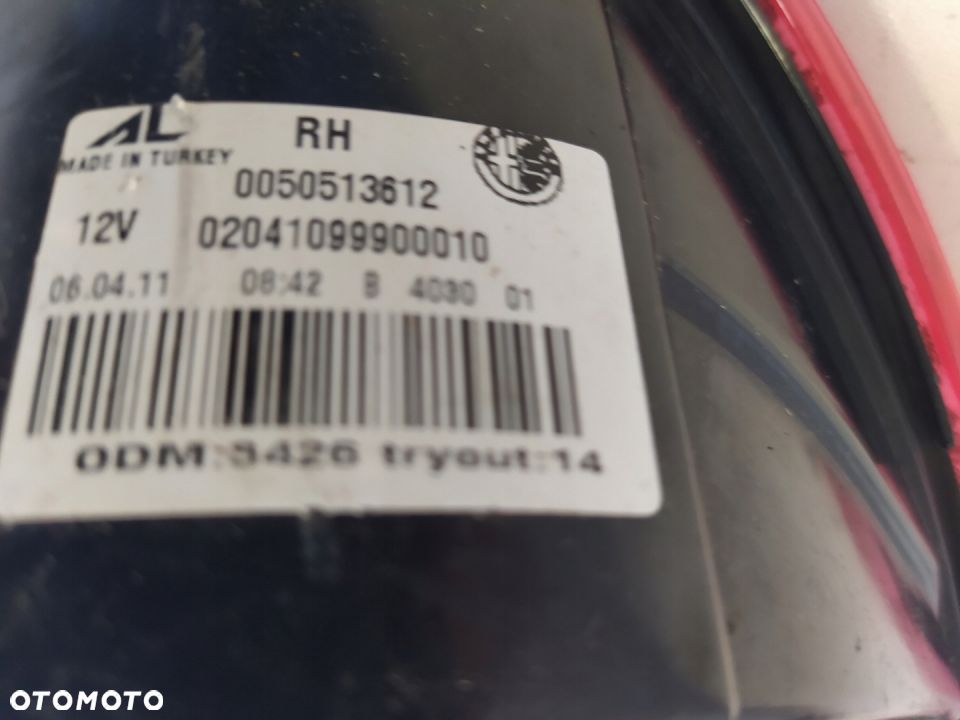 AL RH
MADE IN TURKEY
0050513612
12V 02041099900010
06.04.11 08:42 B 4030 01
ODM:3426 tryout:14
OTOMOTO